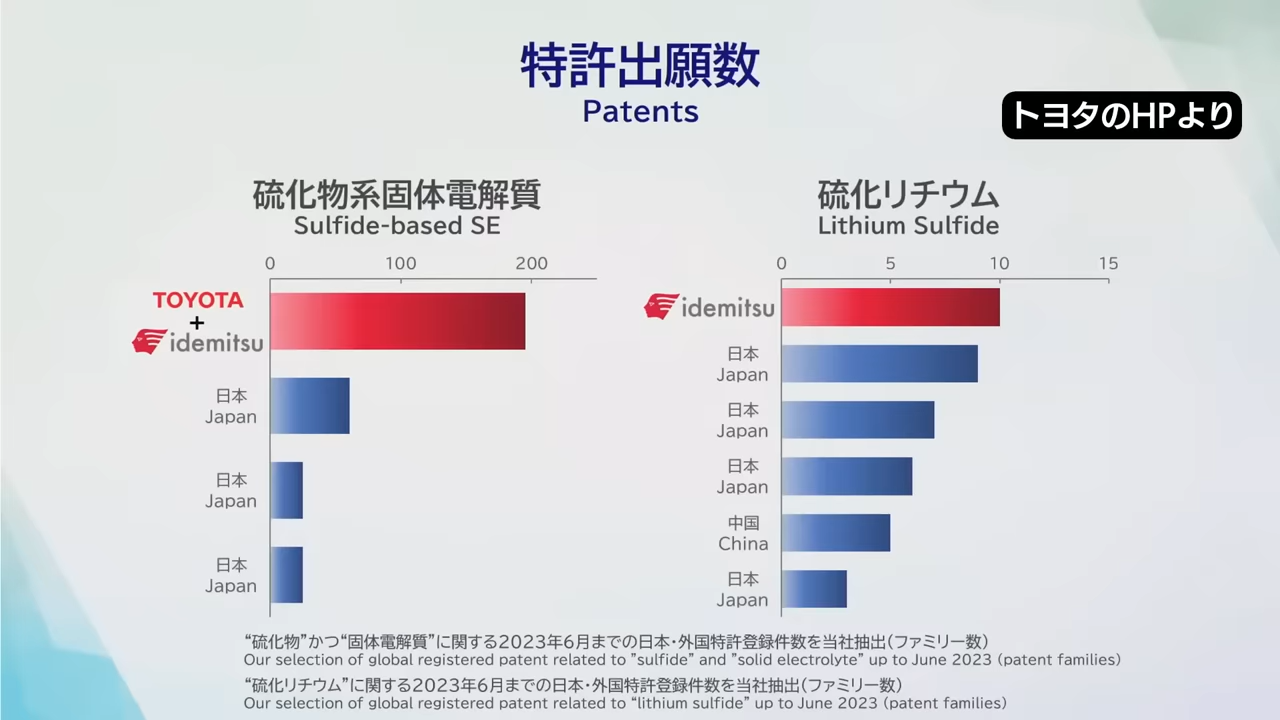 特許出願数
Patents
トヨタのHPより
硫化物系固体電解質
Sulfide-based SE
0 100 200
TOYOTA
+
idemitsu
日本
Japan
日本
Japan
日本
Japan
硫化リチウム
Lithium Sulfide
0 5 10 15
idemitsu
日本
Japan
日本
Japan
日本
Japan
中国
China
日本
Japan
“硫化物”かつ“固体電解質”に関する2023年6月までの日本・外国特許登録件数を当社抽出(ファミリー数)
Our selection of global registered patent related to ”sulfide” and ”solid electrolyte” up to June 2023 (patent families)
“硫化リチウム”に関する2023年6月までの日本・外国特許登録件数を当社抽出(ファミリー数)
Our selection of global registered patent related to “lithium sulfide” up to June 2023 (patent families)